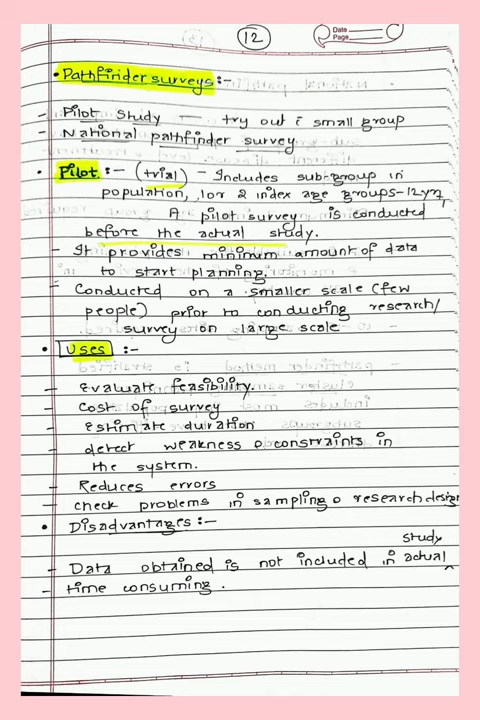 12
Date
Page
• Pathfinder surveys :-
- Pilot Study — try out c̄ small group
- National pathfinder survey
• Pilot :- (trial) - Includes sub-group in
population, 1 or 2 index age groups-12yr,
A pilot survey is conducted
before the actual study.
- It provides minimum amount of data
to start planning.
- Conducted on a smaller scale (few
people) prior to conducting research/
survey on large scale
• Uses :-
- Evaluate feasibility.
- Cost of survey
- Estimate duration
- detect weakness & constraints in
the system.
- Reduces errors
- check problems in sampling & research design
• Disadvantages :-
study
- Data obtained is not included in actual ^
- time consuming.